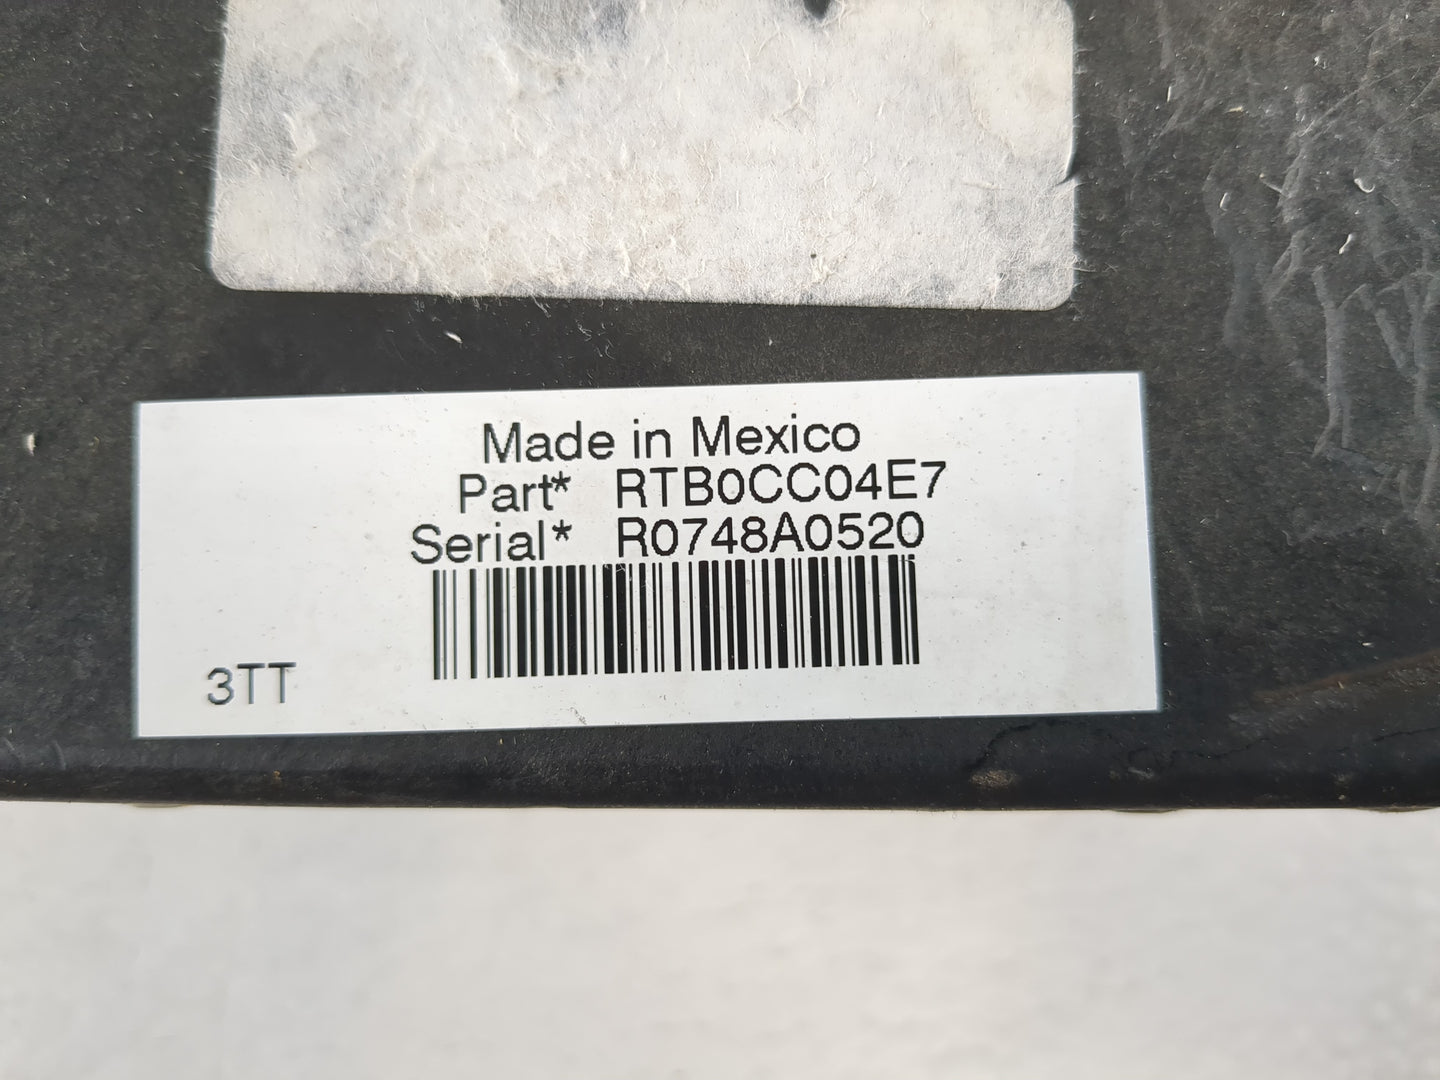 Made in Mexico
Part* RTB0CC04E7
Serial* R0748A0520
3TT